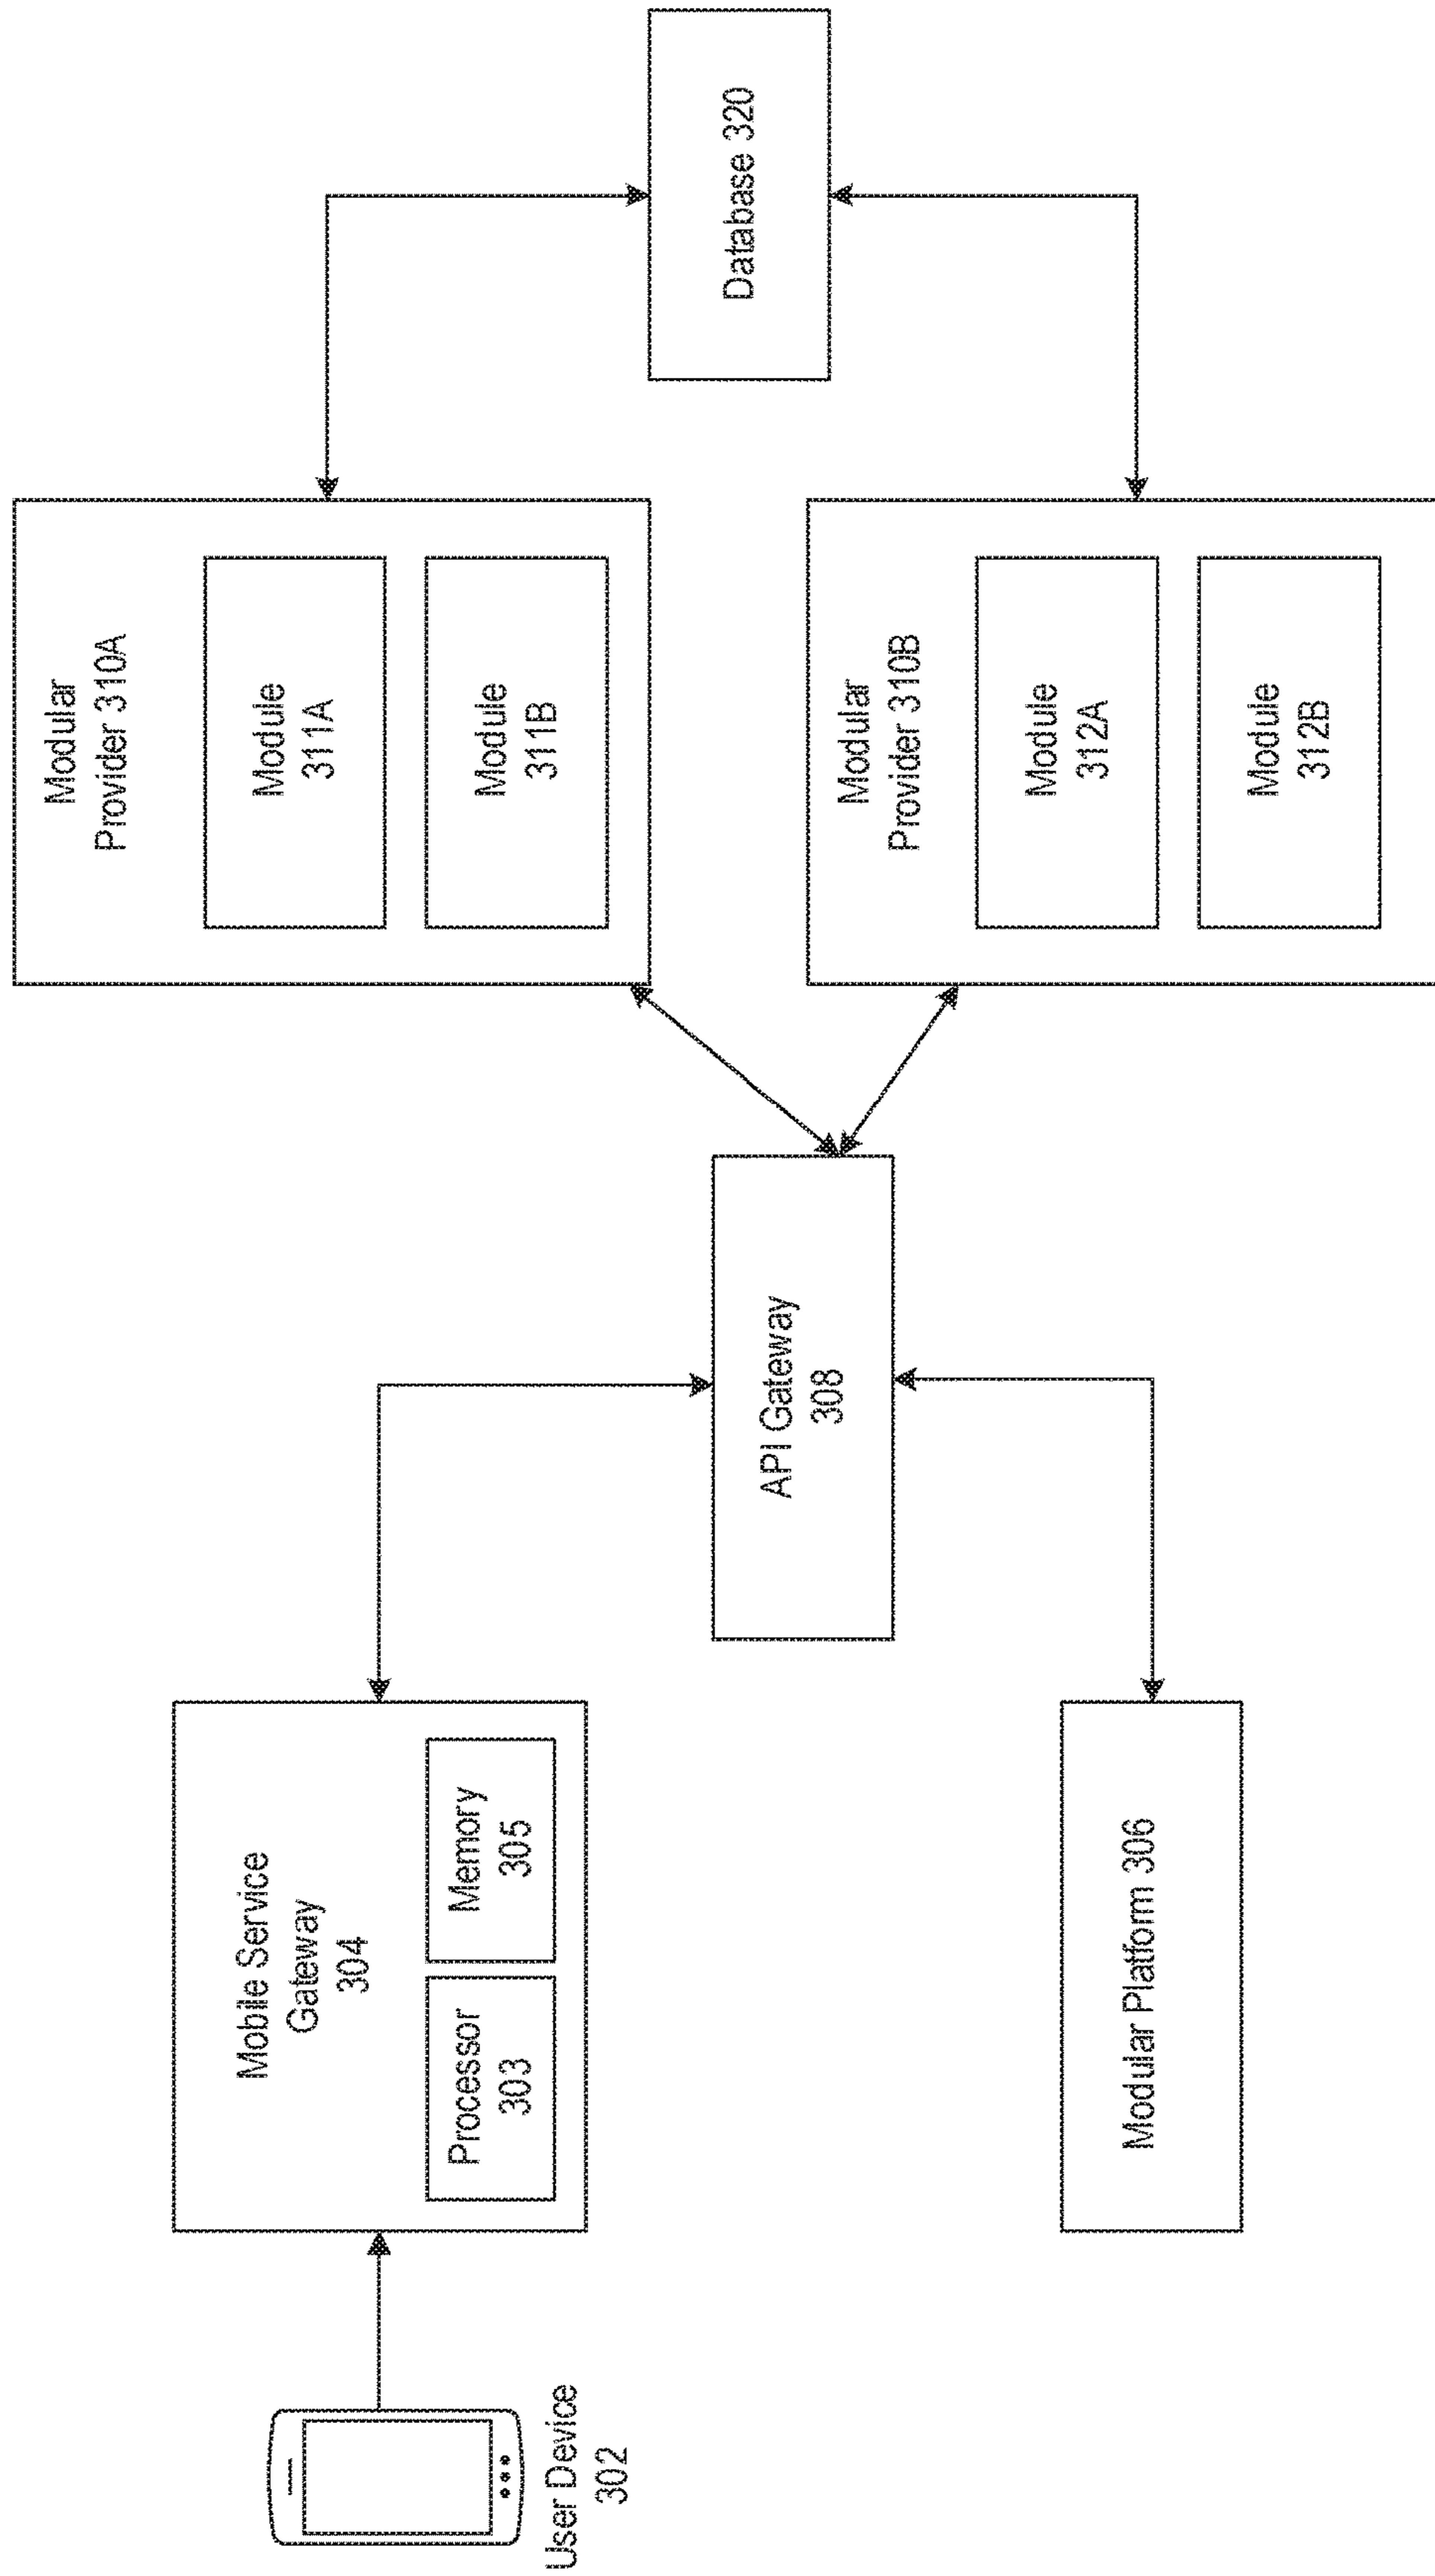 User Device
302
Mobile Service
Gateway
304
Processor
303
Memory
305
Modular Platform 306
API Gateway
308
Modular
Provider 310A
Module
311A
Module
311B
Modular
Provider 310B
Module
312A
Module
312B
Database 320